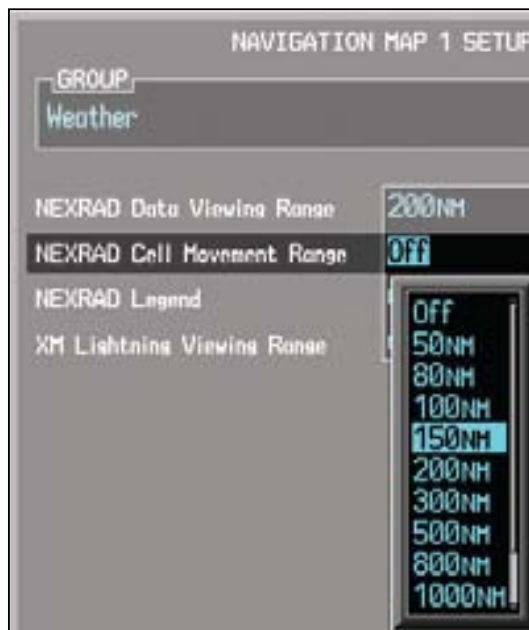 NAVIGATION MAP 1 SETUP
GROUP
Weather
NEXRAD Data Viewing Range 200NM
NEXRAD Cell Movement Range Off
NEXRAD Legend
XM Lightning Viewing Range
Off
50NM
80NM
100NM
150NM
200NM
300NM
500NM
800NM
1000NM